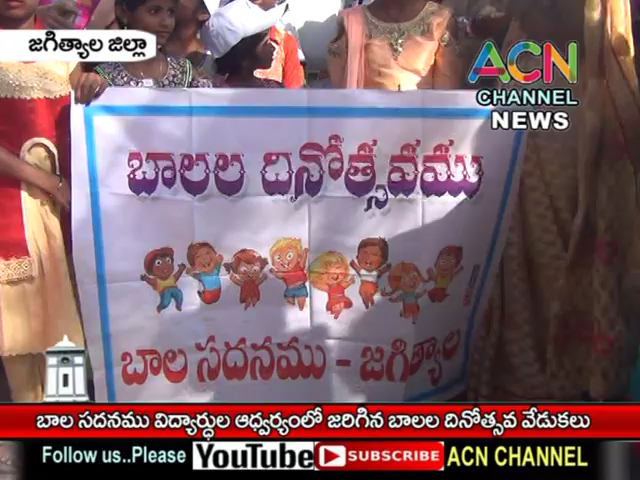 జగిత్యాల జిల్లా
ACN
CHANNEL
NEWS
బాలల దినోత్సవము
బాల సదనము - జగిత్యాల
బాల సదనము విద్యార్థుల ఆధ్వర్యంలో జరిగిన బాలల దినోత్సవ వేడుకలు
Follow us..Please YouTube SUBSCRIBE ACN CHANNEL